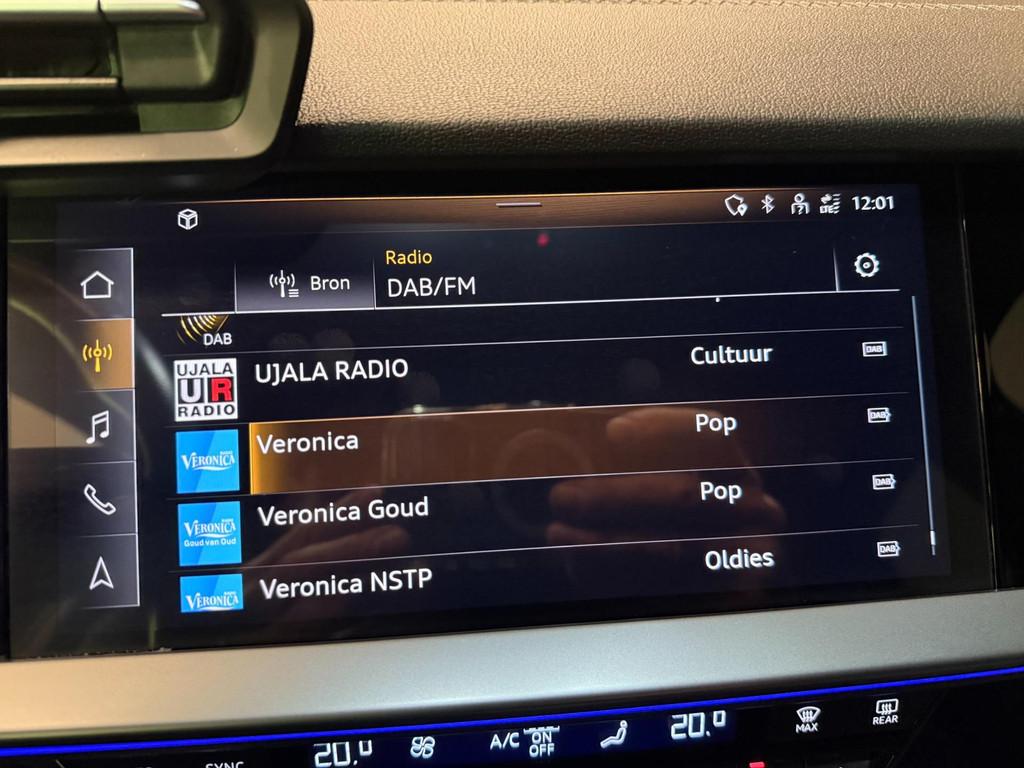 LTE 12:01
Bron
Radio
DAB/FM
DAB
UJALA
UR
RADIO
UJALA RADIO
Cultuur
DAB
VERONICA
Veronica
Pop
DAB+
VERONICA
Goud van Oud
Veronica Goud
Pop
DAB+
VERONICA
Veronica NSTP
Oldies
DAB+
SYNC
20.0
A/C ON
OFF
20.0
MAX
REAR